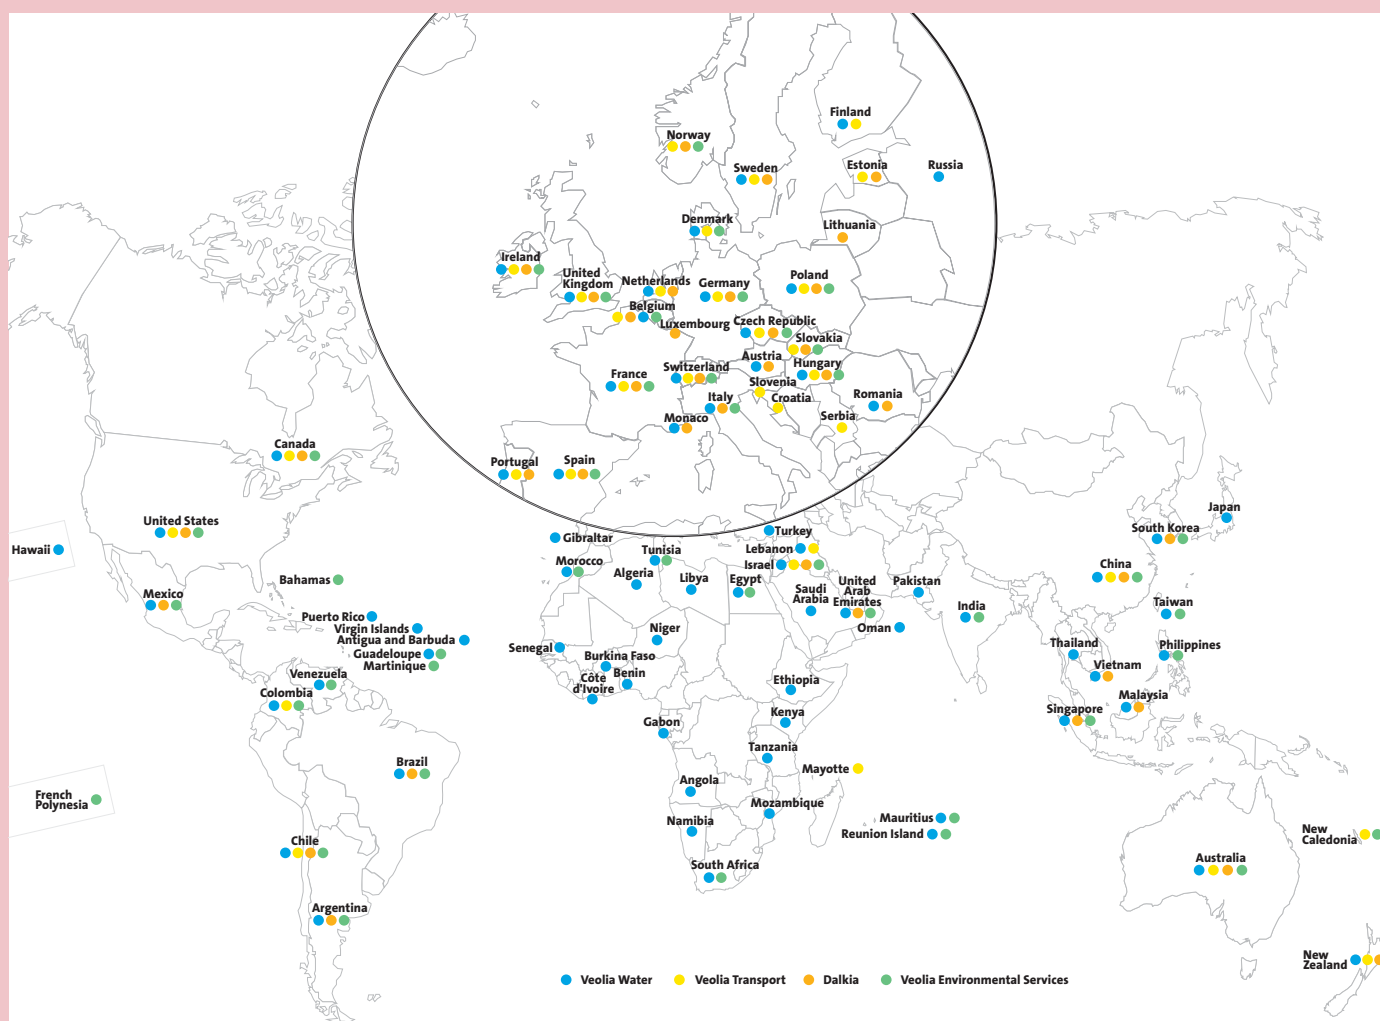 Finland
Norway
Sweden
Estonia
Russia
Denmark
Lithuania
Ireland
United
Kingdom
Netherlands
Germany
Poland
Belgium
Luxembourg
Czech Republic
Slovakia
Austria
Hungary
Switzerland
France
Slovenia
Croatia
Romania
Italy
Serbia
Monaco
Portugal
Spain
Canada
United States
Hawaii
Mexico
Bahamas
Puerto Rico
Virgin Islands
Antigua and Barbuda
Guadeloupe
Martinique
Venezuela
Colombia
Brazil
French
Polynesia
Chile
Argentina
Gibraltar
Turkey
Morocco
Tunisia
Lebanon
Israel
Algeria
Libya
Egypt
Saudi
Arabia
United
Arab
Emirates
Pakistan
Oman
India
Senegal
Niger
Burkina Faso
Benin
Côte
d'Ivoire
Ethiopia
Kenya
Gabon
Tanzania
Mayotte
Angola
Mozambique
Namibia
Mauritius
Reunion Island
South Africa
Japan
South Korea
China
Taiwan
Thailand
Philippines
Vietnam
Malaysia
Singapore
New
Caledonia
Australia
New
Zealand
Veolia Water
Veolia Transport
Dalkia
Veolia Environmental Services